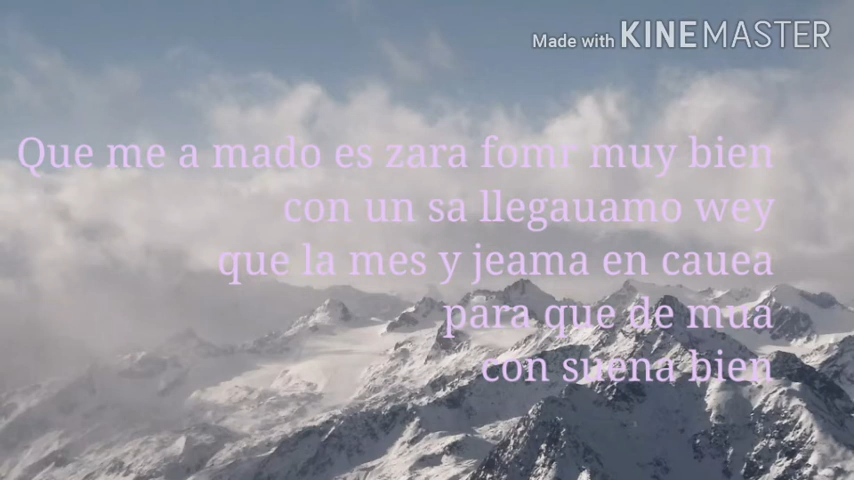 Made with KINEMASTER
Que me a mado es zara fomr muy bien
con un sa llegauamo wey
que la mes y jeama en cauea
para que de mua
con suena bien